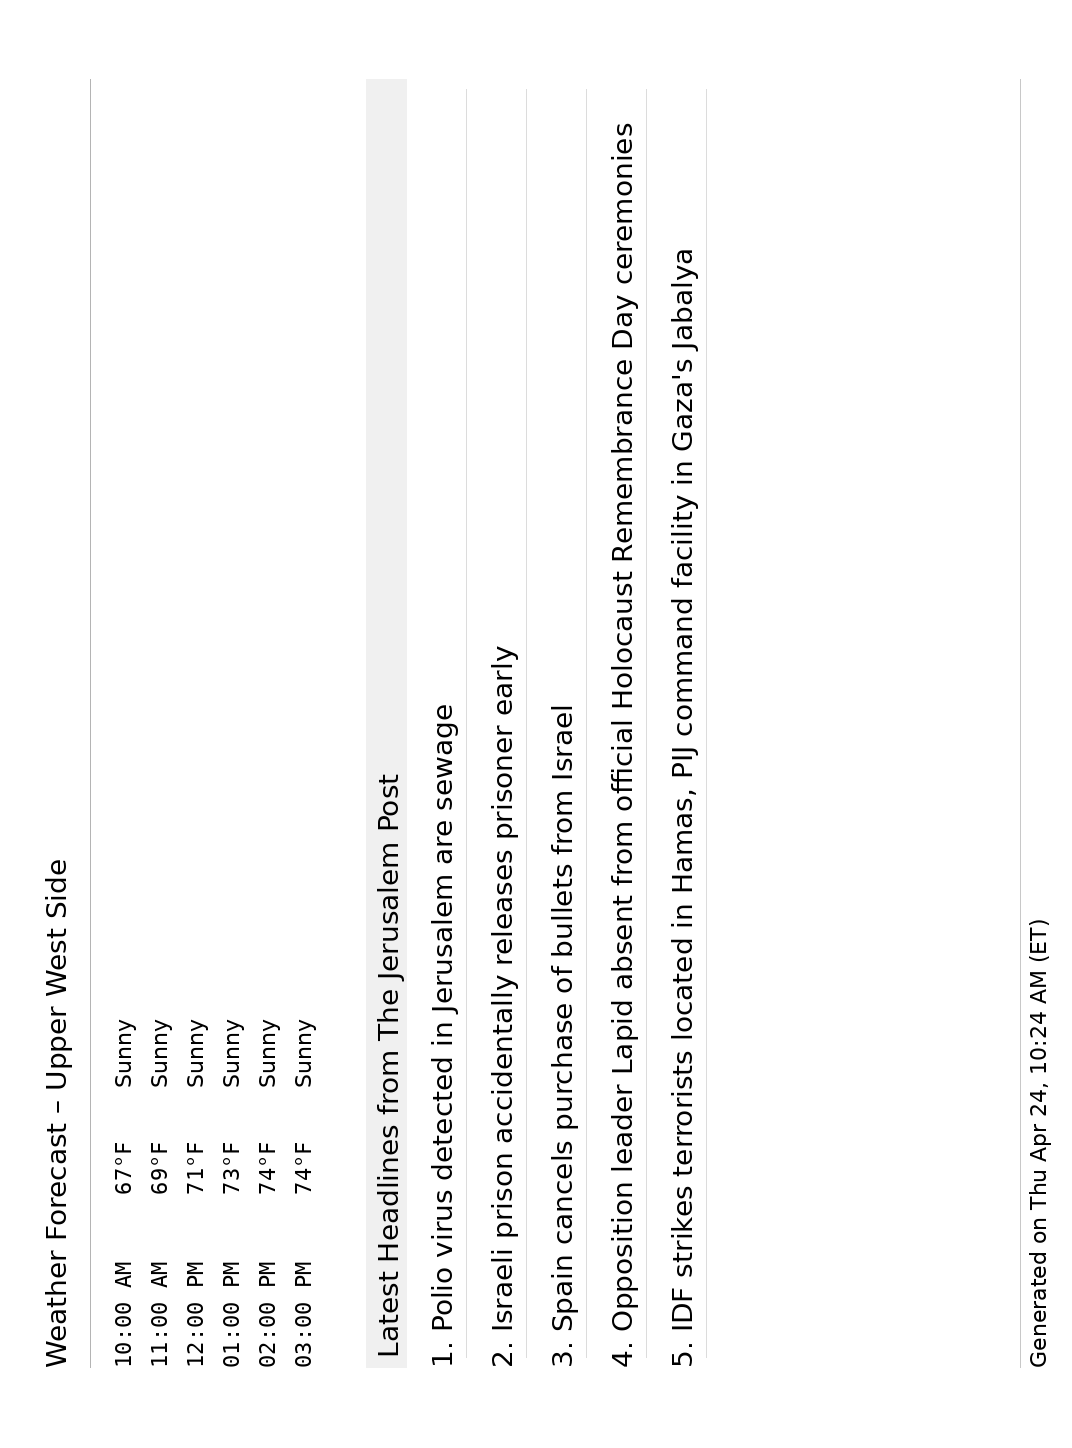 Weather Forecast – Upper West Side
10:00 AM 67°F Sunny
11:00 AM 69°F Sunny
12:00 PM 71°F Sunny
01:00 PM 73°F Sunny
02:00 PM 74°F Sunny
03:00 PM 74°F Sunny
Latest Headlines from The Jerusalem Post
1. Polio virus detected in Jerusalem are sewage
2. Israeli prison accidentally releases prisoner early
3. Spain cancels purchase of bullets from Israel
4. Opposition leader Lapid absent from official Holocaust Remembrance Day ceremonies
5. IDF strikes terrorists located in Hamas, PIJ command facility in Gaza's Jabalya
Generated on Thu Apr 24, 10:24 AM (ET)